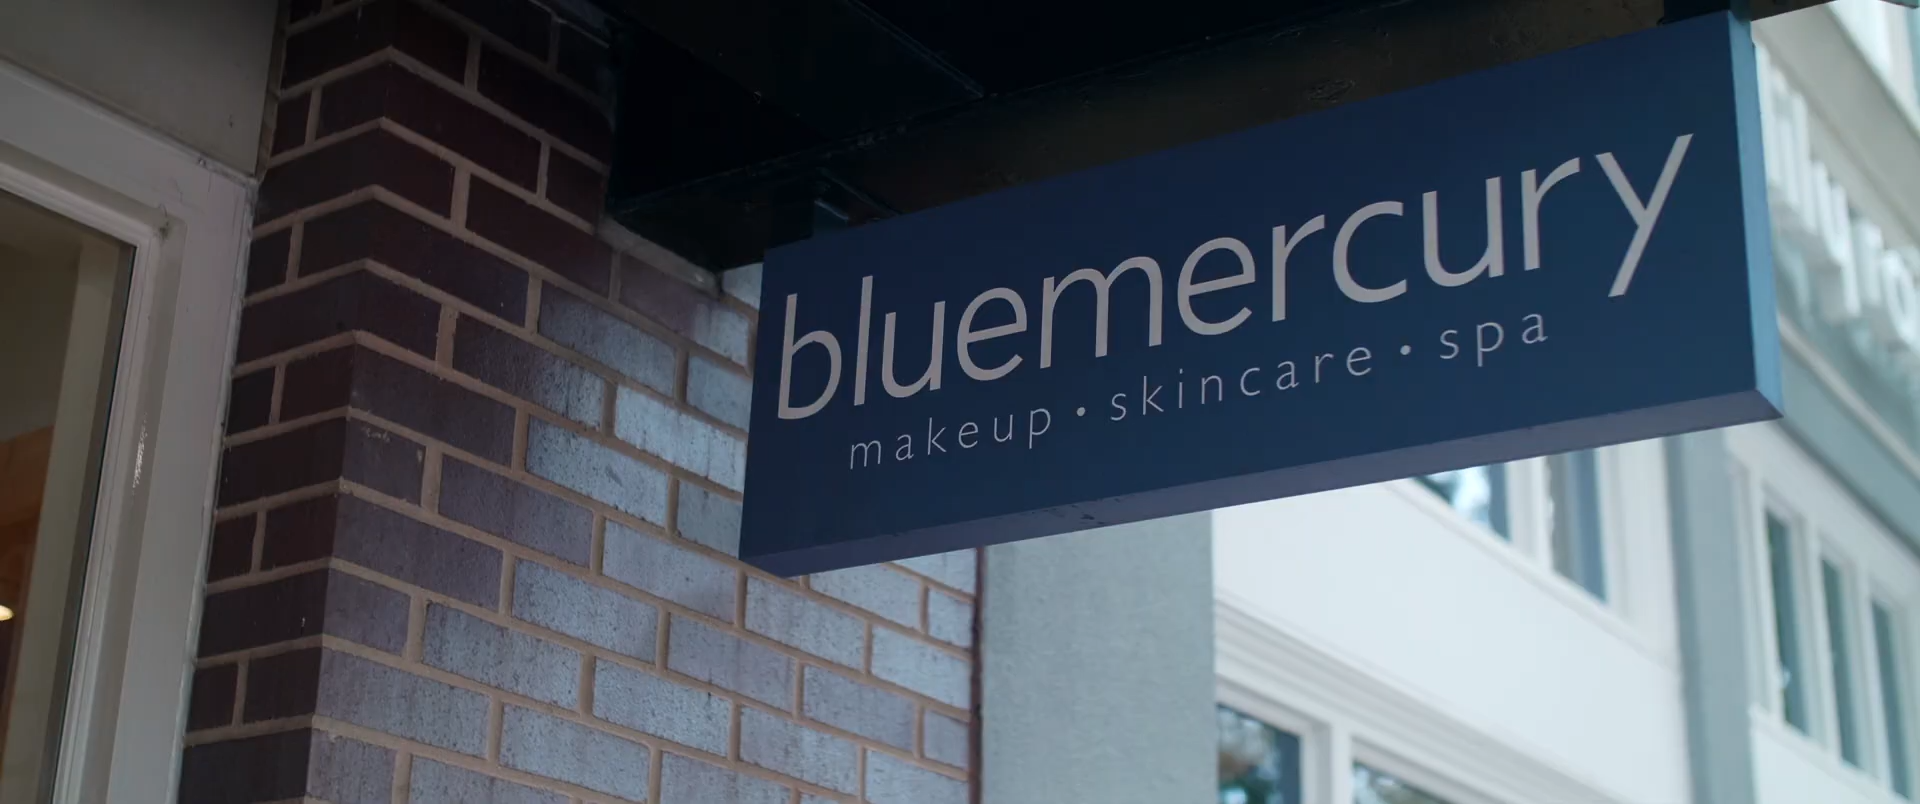 bluemercury
makeup • skincare • spa